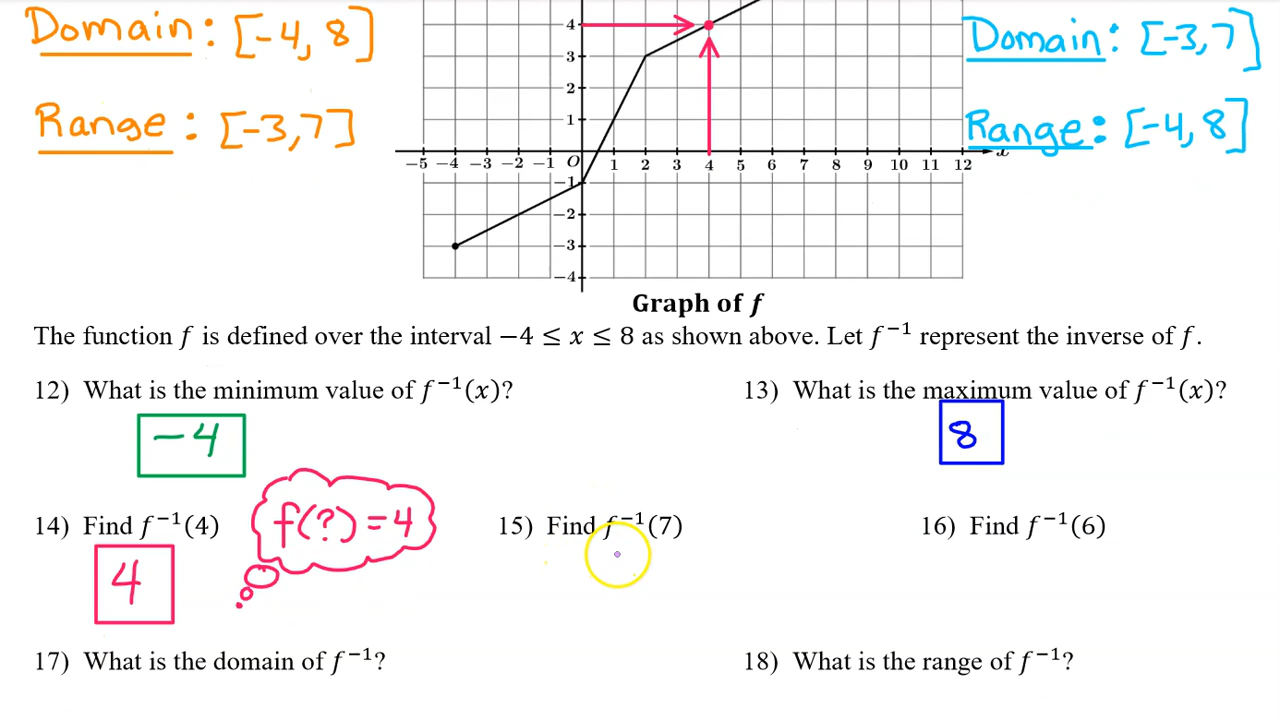 Domain: [-4, 8]
Range: [-3,7]
4
3
2
1
-5 -4 -3 -2 -1 O 1 2 3 4 5 6 7 8 9 10 11 12 x
-1
-2
-3
-4
Domain: [-3,7]
Range: [-4,8]
Graph of f
The function f is defined over the interval −4 ≤ x ≤ 8 as shown above. Let f⁻¹ represent the inverse of f.
12) What is the minimum value of f⁻¹(x)?
-4
13) What is the maximum value of f⁻¹(x)?
8
14) Find f⁻¹(4)
f(?) = 4
4
15) Find f⁻¹(7)
16) Find f⁻¹(6)
17) What is the domain of f⁻¹?
18) What is the range of f⁻¹?